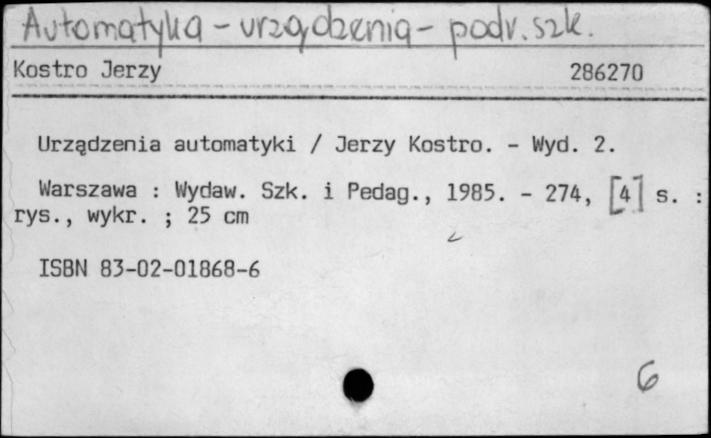 Automatyka - urządzenia - podr. szk.
Kostro Jerzy 286270
Urządzenia automatyki / Jerzy Kostro. - Wyd. 2.
Warszawa : Wydaw. Szk. i Pedag., 1985. - 274, [4] s. :
rys., wykr. ; 25 cm
ISBN 83-02-01868-6
6